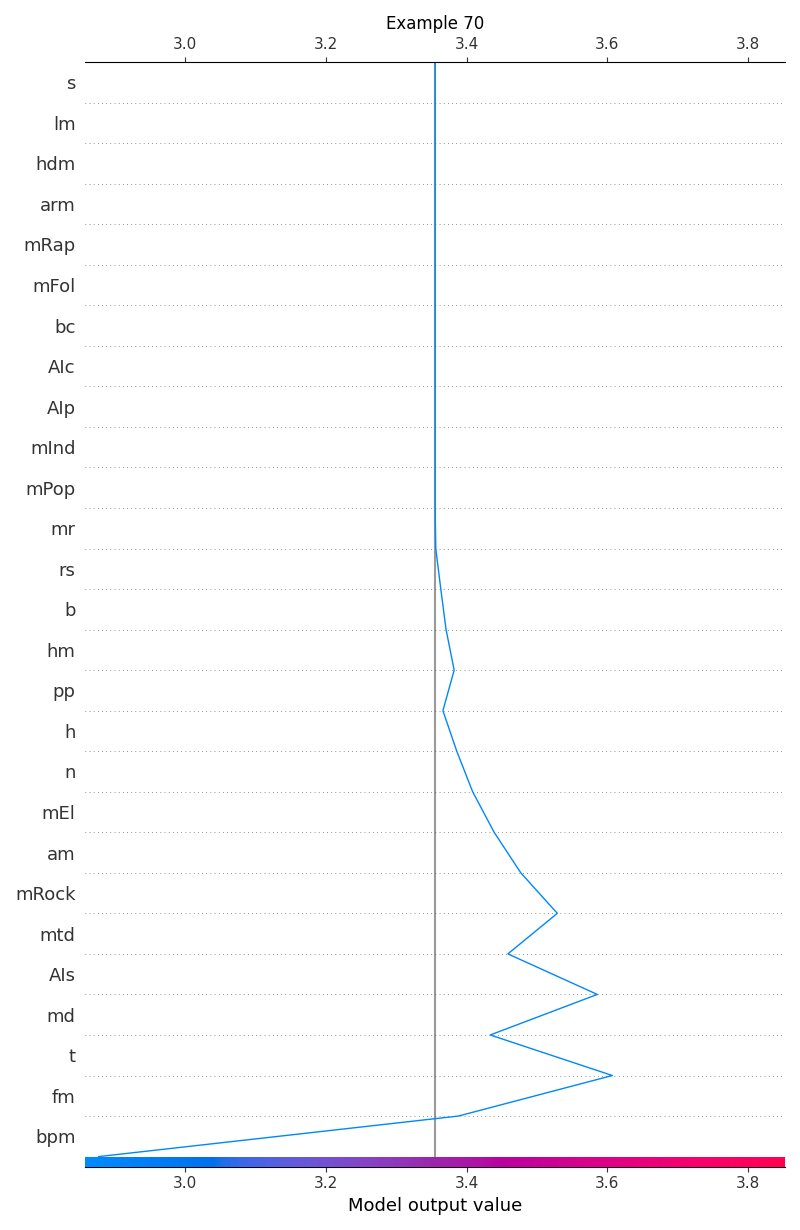 Example 70
3.0 3.2 3.4 3.6 3.8
s
lm
hdm
arm
mRap
mFol
bc
AIc
AIp
mInd
mPop
mr
rs
b
hm
pp
h
n
mEl
am
mRock
mtd
AIs
md
t
fm
bpm
3.0 3.2 3.4 3.6 3.8
Model output value